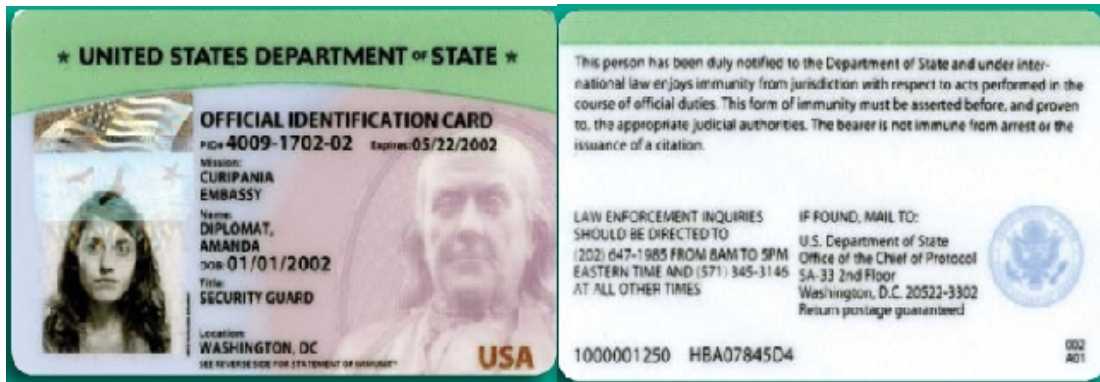 ★ UNITED STATES DEPARTMENT OF STATE ★
OFFICIAL IDENTIFICATION CARD
PID# 4009-1702-02 Expires: 05/22/2002
Mission:
CURIPANIA
EMBASSY
Name:
DIPLOMAT,
AMANDA
DOB: 01/01/2002
Title:
SECURITY GUARD
Location:
WASHINGTON, DC
SEE REVERSE SIDE FOR STATEMENT OF IMMUNITY
USA
This person has been duly notified to the Department of State and under inter-
national law enjoys immunity from jurisdiction with respect to acts performed in the
course of official duties. This form of immunity must be asserted before, and proven
to, the appropriate judicial authorities. The bearer is not immune from arrest or the
issuance of a citation.
LAW ENFORCEMENT INQUIRIES
SHOULD BE DIRECTED TO
(202) 647-1985 FROM 8AM TO 5PM
EASTERN TIME AND (571) 345-3146
AT ALL OTHER TIMES
IF FOUND, MAIL TO:
U.S. Department of State
Office of the Chief of Protocol
SA-33 2nd Floor
Washington, D.C. 20522-3302
Return postage guaranteed
1000001250 HBA07845D4
002
A01